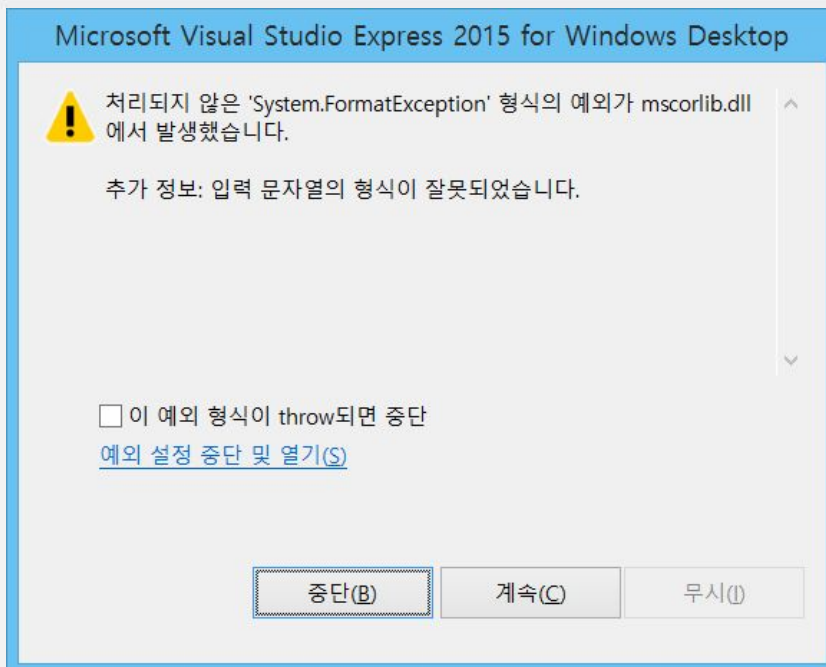 Microsoft Visual Studio Express 2015 for Windows Desktop
처리되지 않은 'System.FormatException' 형식의 예외가 mscorlib.dll
에서 발생했습니다.
추가 정보: 입력 문자열의 형식이 잘못되었습니다.
이 예외 형식이 throw되면 중단
예외 설정 중단 및 열기(S)
중단(B) 계속(C) 무시(I)